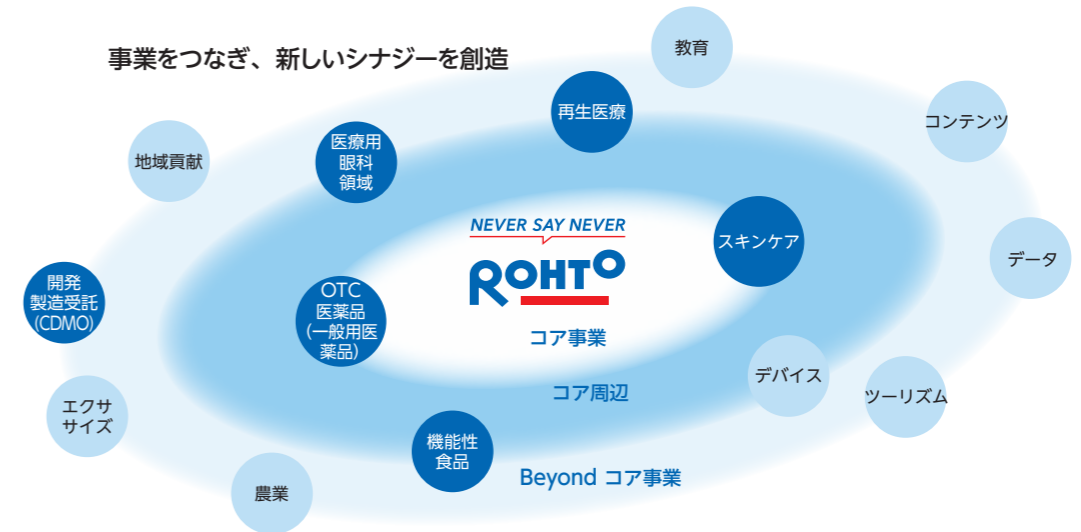 事業をつなぎ、新しいシナジーを創造
教育
再生医療
コンテンツ
医療用
眼科
領域
地域貢献
NEVER SAY NEVER
ROHTO
スキンケア
データ
開発
製造受託
(CDMO)
OTC
医薬品
(一般用医
薬品)
コア事業
デバイス
コア周辺
ツーリズム
エクサ
サイズ
機能性
食品
Beyond コア事業
農業